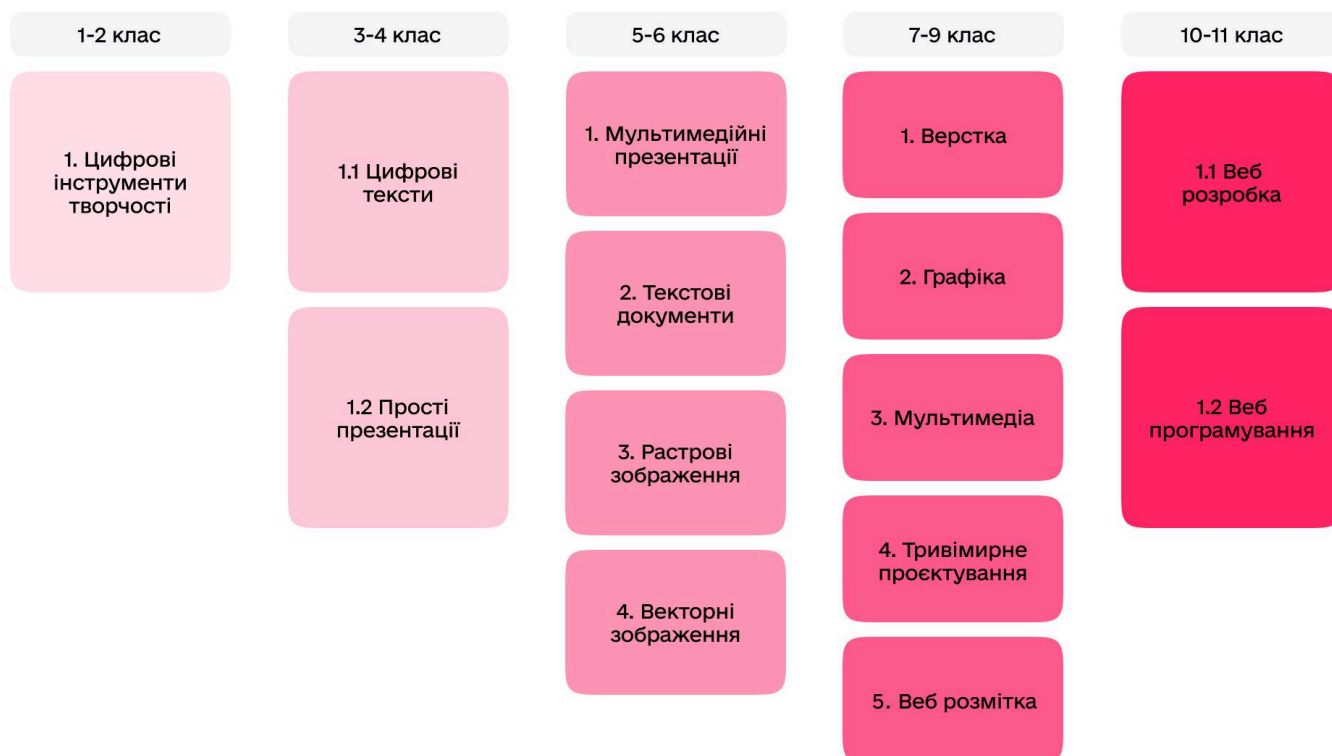 1-2 клас
1. Цифрові
інструменти
творчості
3-4 клас
1.1 Цифрові
тексти
1.2 Прості
презентації
5-6 клас
1. Мультимедійні
презентації
2. Текстові
документи
3. Растрові
зображення
4. Векторні
зображення
7-9 клас
1. Верстка
2. Графіка
3. Мультимедіа
4. Тривімирне
проєктування
5. Веб розмітка
10-11 клас
1.1 Веб
розробка
1.2 Веб
програмування